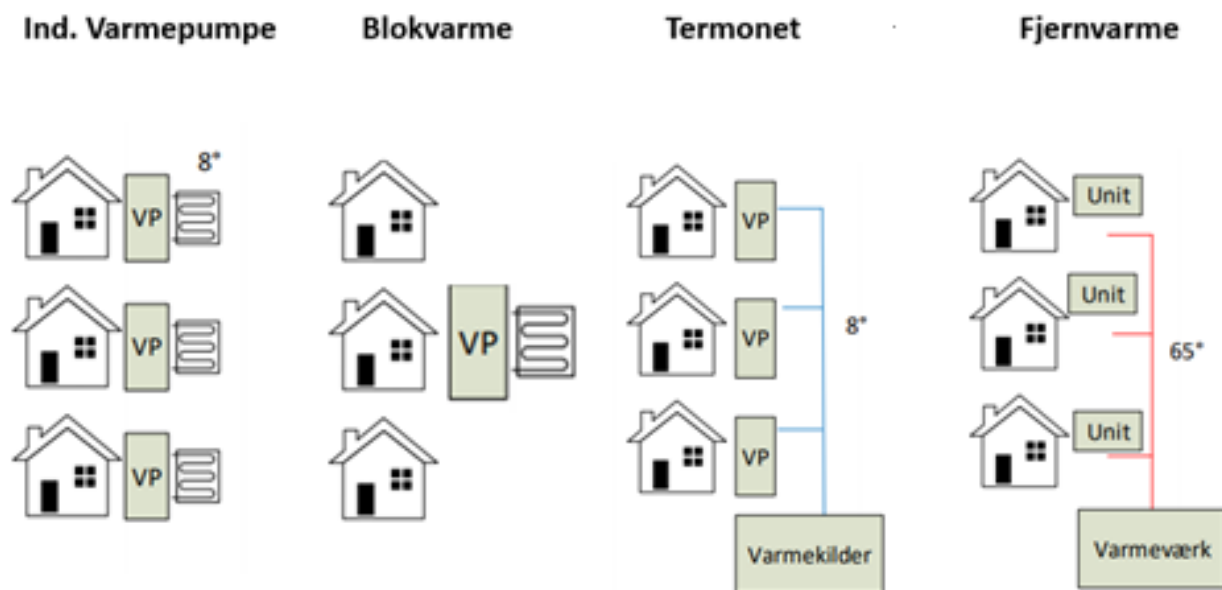 Ind. Varmepumpe
Blokvarme
Termonet
Fjernvarme
8°
VP
VP
VP
VP
VP
VP
VP
8°
Varmekilder
Unit
Unit
Unit
65°
Varmeværk